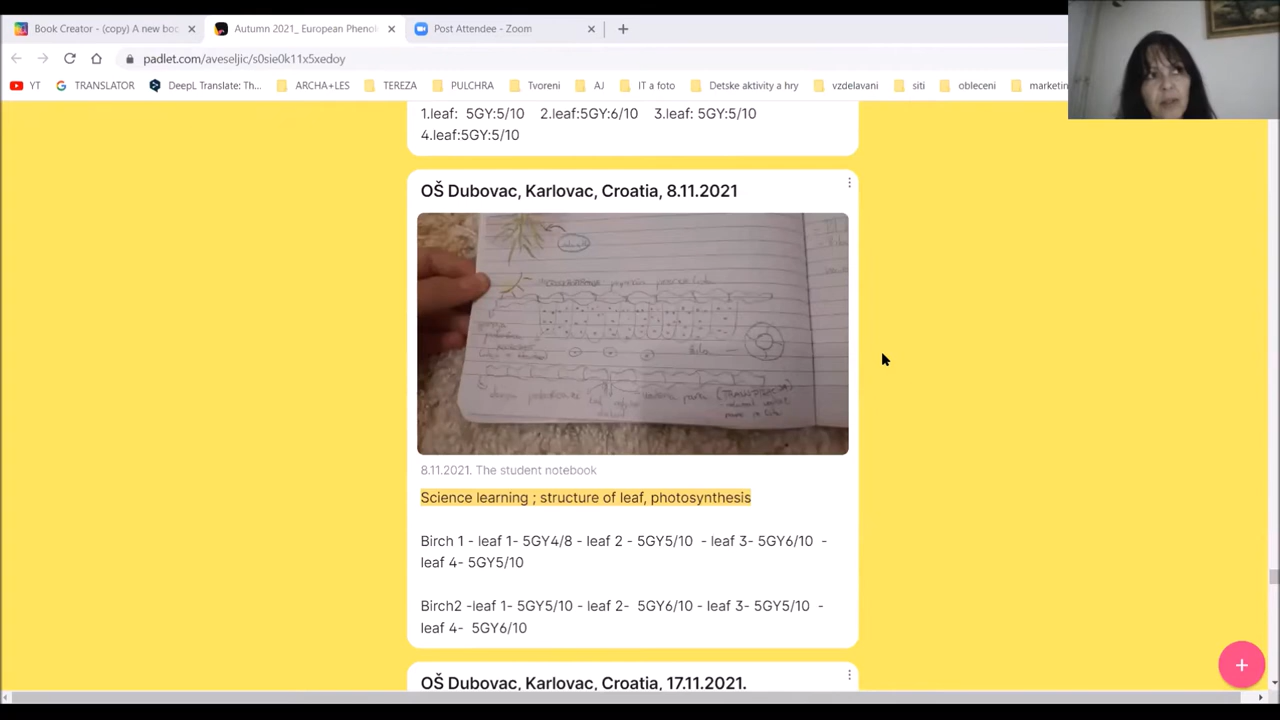 Book Creator - (copy) A new boo
Autumn 2021_ European Phenol
Post Attendee - Zoom
padlet.com/aveseljic/s0sie0k11x5xedoy
YT
TRANSLATOR
DeepL Translate: Th...
ARCHA+LES
TEREZA
PULCHRA
Tvoreni
AJ
IT a foto
Detske aktivity a hry
vzdelavani
siti
obleceni
marketin
1.leaf: 5GY:5/10 2.leaf:5GY:6/10 3.leaf: 5GY:5/10
4.leaf:5GY:5/10
OŠ Dubovac, Karlovac, Croatia, 8.11.2021
8.11.2021. The student notebook
Science learning ; structure of leaf, photosynthesis
Birch 1 - leaf 1- 5GY4/8 - leaf 2 - 5GY5/10 - leaf 3- 5GY6/10 -
leaf 4- 5GY5/10
Birch2 -leaf 1- 5GY5/10 - leaf 2- 5GY6/10 - leaf 3- 5GY5/10 -
leaf 4- 5GY6/10
OŠ Dubovac, Karlovac, Croatia, 17.11.2021.